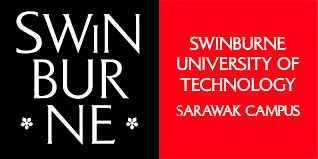 SWiN
BUR
NE
SWINBURNE
UNIVERSITY OF
TECHNOLOGY
SARAWAK CAMPUS